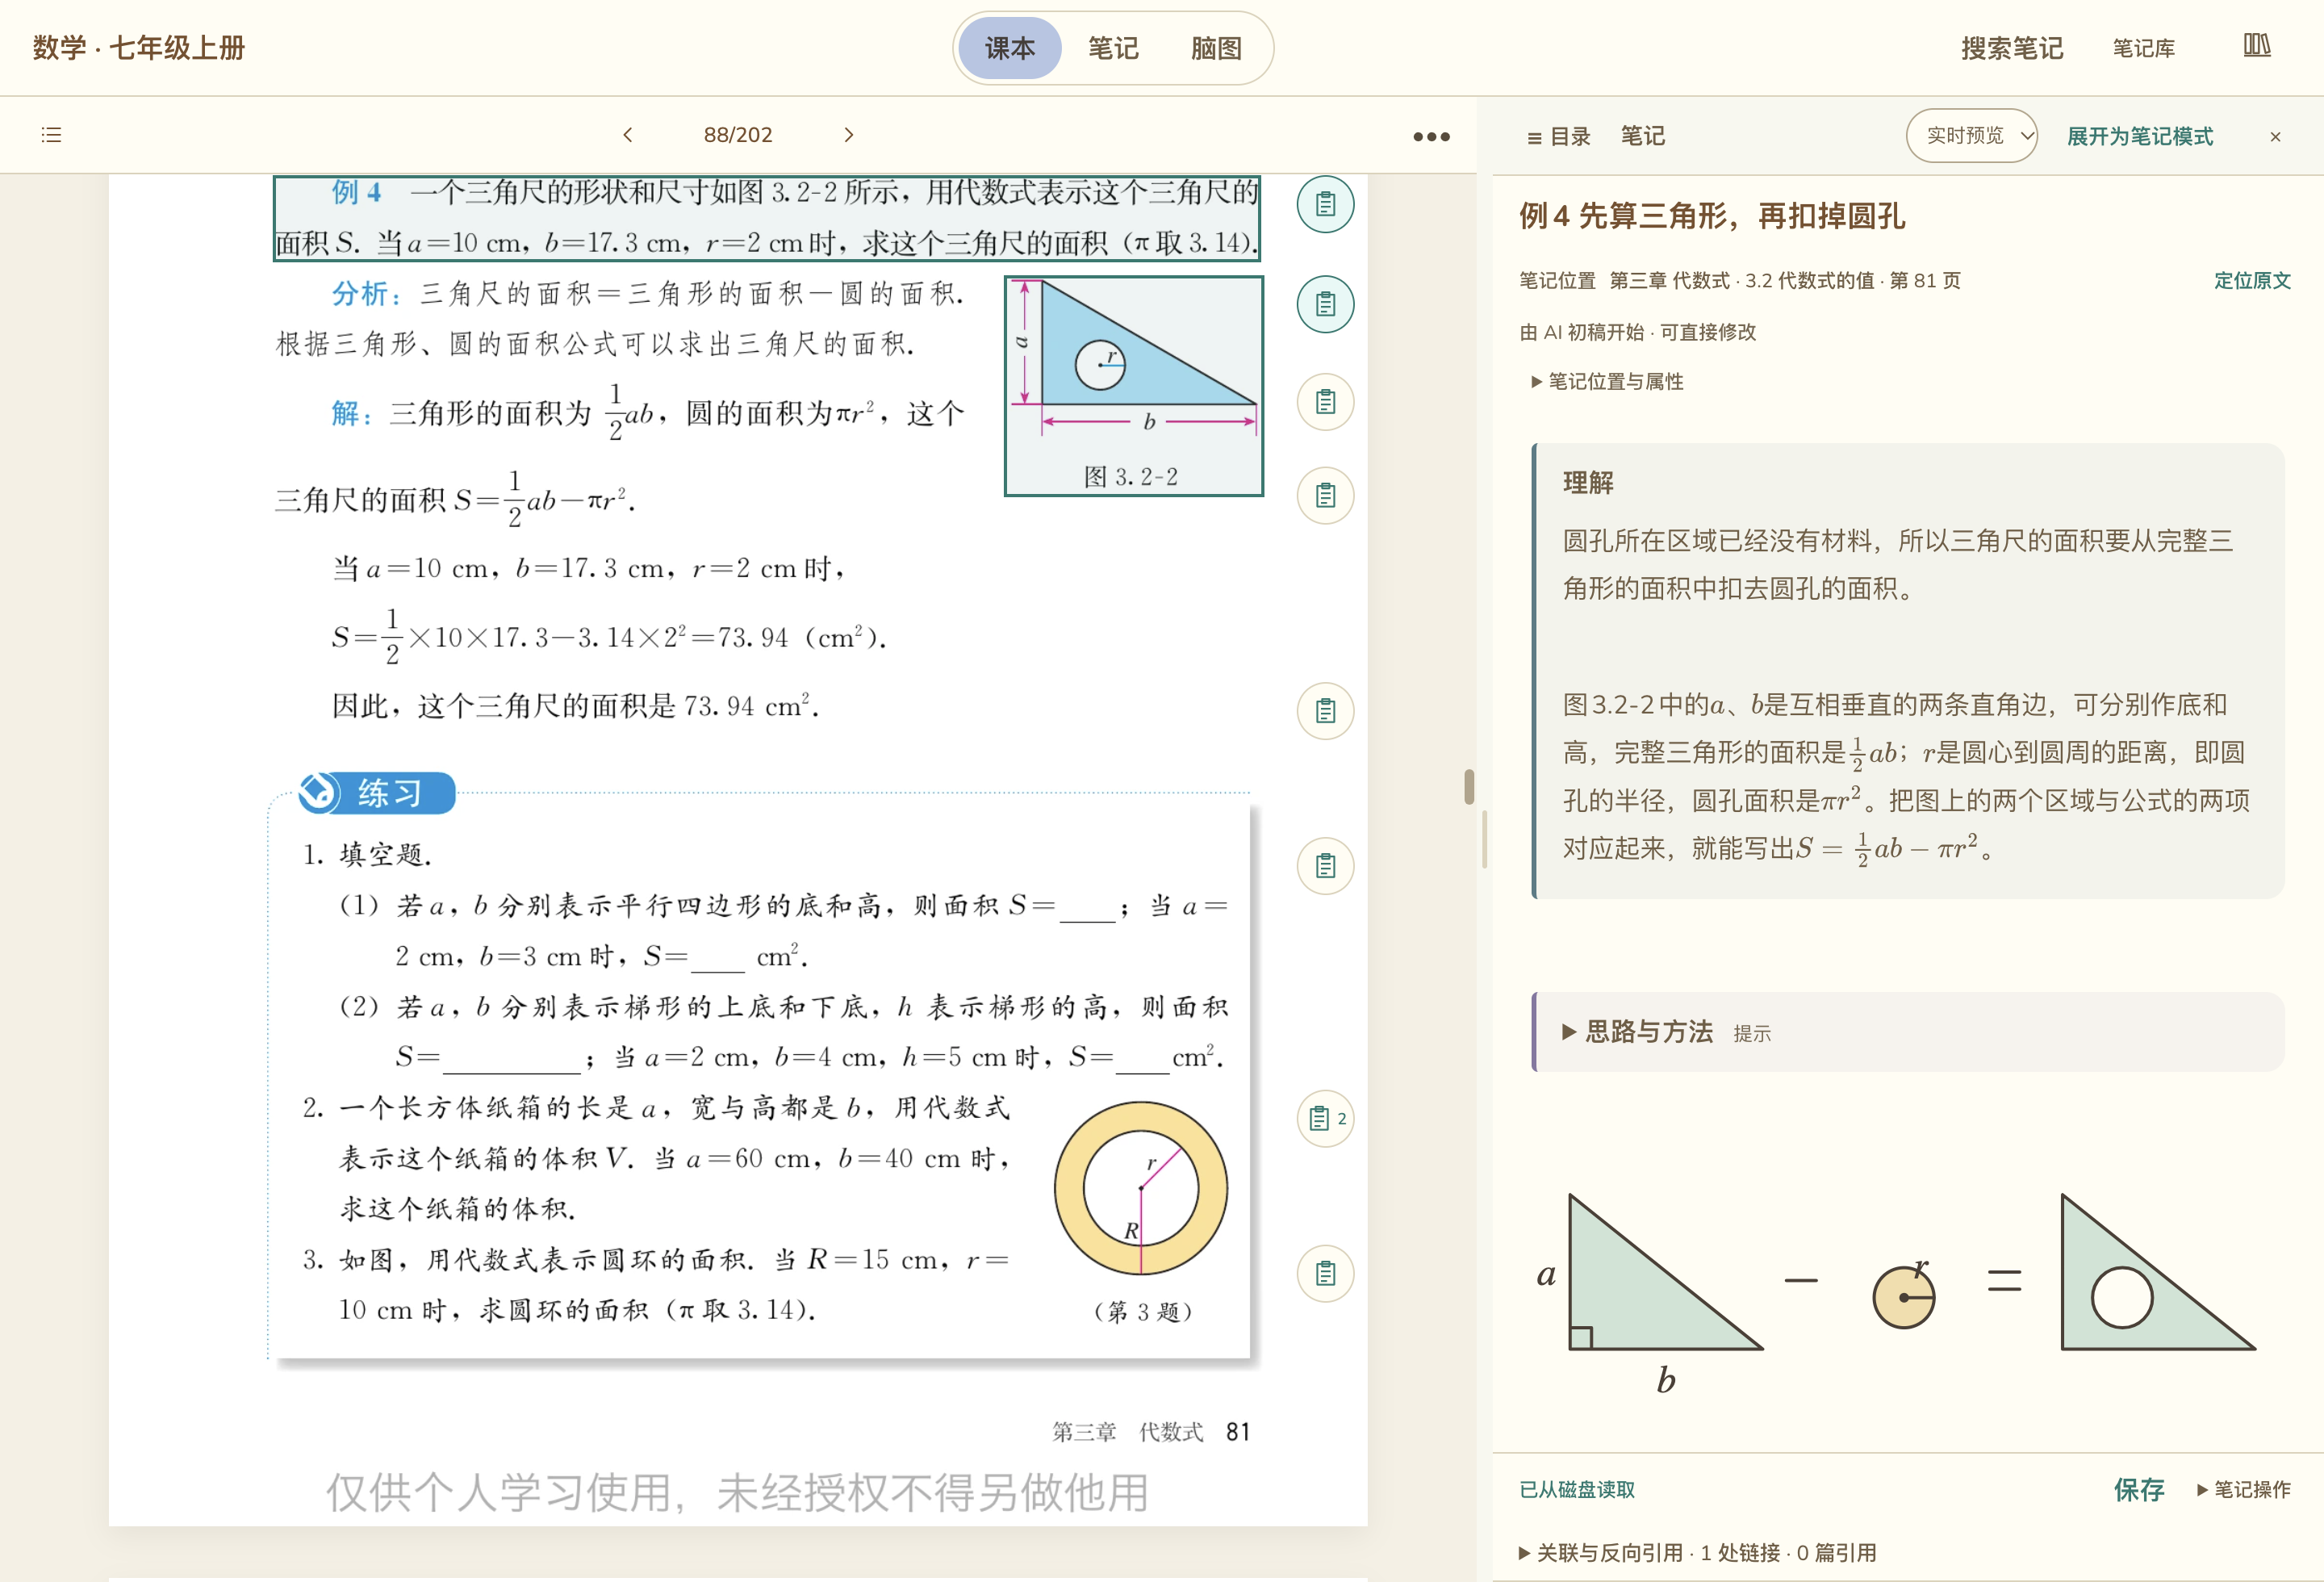 数学 · 七年级上册
课本 笔记 脑图
搜索笔记 笔记库
88/202
例 4 一个三角尺的形状和尺寸如图 3.2-2 所示，用代数式表示这个三角尺的
面积 S. 当 a=10 cm，b=17.3 cm，r=2 cm 时，求这个三角尺的面积（π 取 3.14）.
分析：三角尺的面积=三角形的面积-圆的面积.
根据三角形、圆的面积公式可以求出三角尺的面积.
a
r
b
图 3.2-2
解：三角形的面积为 1/2 ab，圆的面积为πr²，这个
三角尺的面积 S=1/2 ab-πr².
当 a=10 cm，b=17.3 cm，r=2 cm 时，
S=1/2×10×17.3-3.14×2²=73.94（cm²）.
因此，这个三角尺的面积是 73.94 cm².
练习
1. 填空题.
（1）若 a，b 分别表示平行四边形的底和高，则面积 S=___；当 a=
2 cm，b=3 cm 时，S=___ cm².
（2）若 a，b 分别表示梯形的上底和下底，h 表示梯形的高，则面积
S=________；当 a=2 cm，b=4 cm，h=5 cm 时，S=___cm².
2. 一个长方体纸箱的长是 a，宽与高都是 b，用代数式
表示这个纸箱的体积 V. 当 a=60 cm，b=40 cm 时，
求这个纸箱的体积.
3. 如图，用代数式表示圆环的面积. 当 R=15 cm，r=
10 cm 时，求圆环的面积（π 取 3.14）.
r
R
（第 3 题）
2
第三章 代数式 81
仅供个人学习使用，未经授权不得另做他用
目录 笔记 实时预览 展开为笔记模式 ×
例 4 先算三角形，再扣掉圆孔
笔记位置 第三章 代数式 · 3.2 代数式的值 · 第 81 页 定位原文
由 AI 初稿开始 · 可直接修改
▶ 笔记位置与属性
理解
圆孔所在区域已经没有材料，所以三角尺的面积要从完整三
角形的面积中扣去圆孔的面积。
图 3.2-2 中的a、b是互相垂直的两条直角边，可分别作底和
高，完整三角形的面积是1/2 ab；r是圆心到圆周的距离，即圆
孔的半径，圆孔面积是πr²。把图上的两个区域与公式的两项
对应起来，就能写出S = 1/2 ab − πr²。
▶ 思路与方法 提示
a
b
−
r
=
已从磁盘读取 保存 ▶ 笔记操作
▶ 关联与反向引用 · 1 处链接 · 0 篇引用